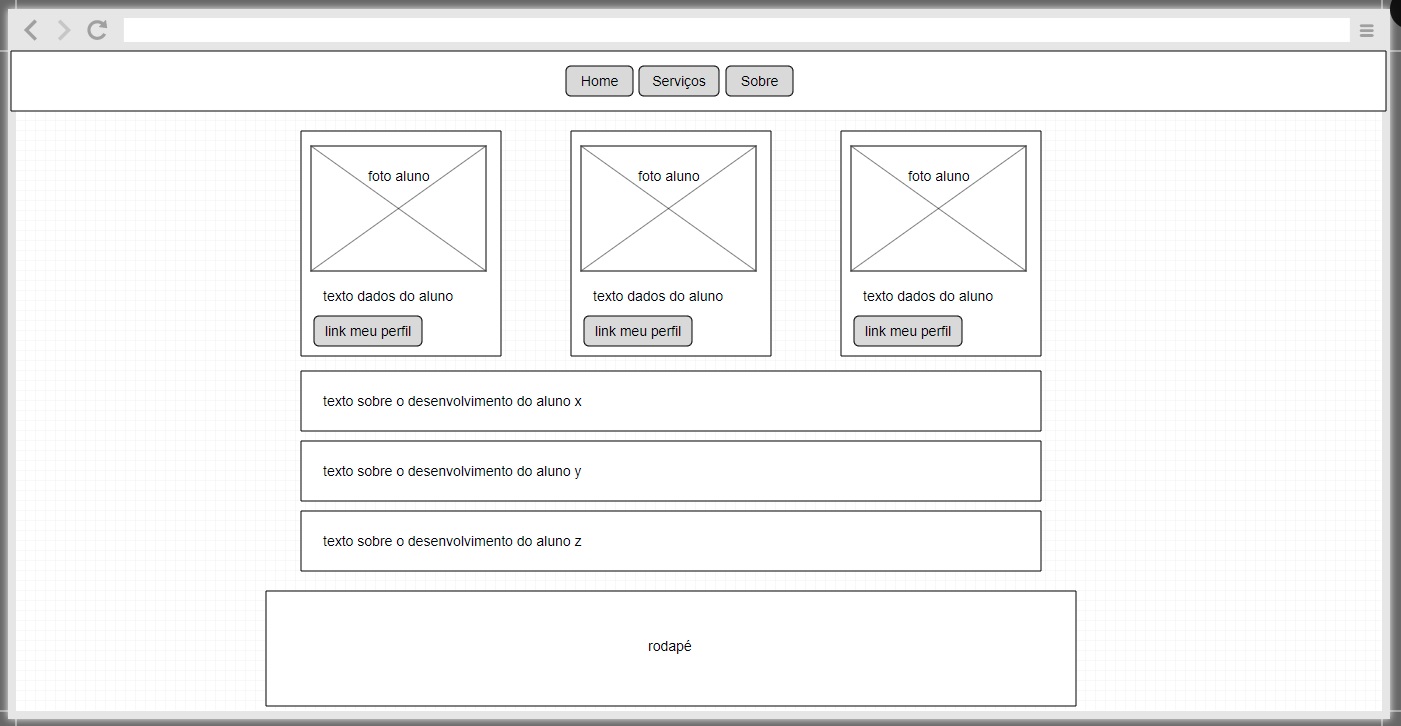 Home Serviços Sobre
foto aluno foto aluno foto aluno
texto dados do aluno texto dados do aluno texto dados do aluno
link meu perfil link meu perfil link meu perfil
texto sobre o desenvolvimento do aluno x
texto sobre o desenvolvimento do aluno y
texto sobre o desenvolvimento do aluno z
rodapé